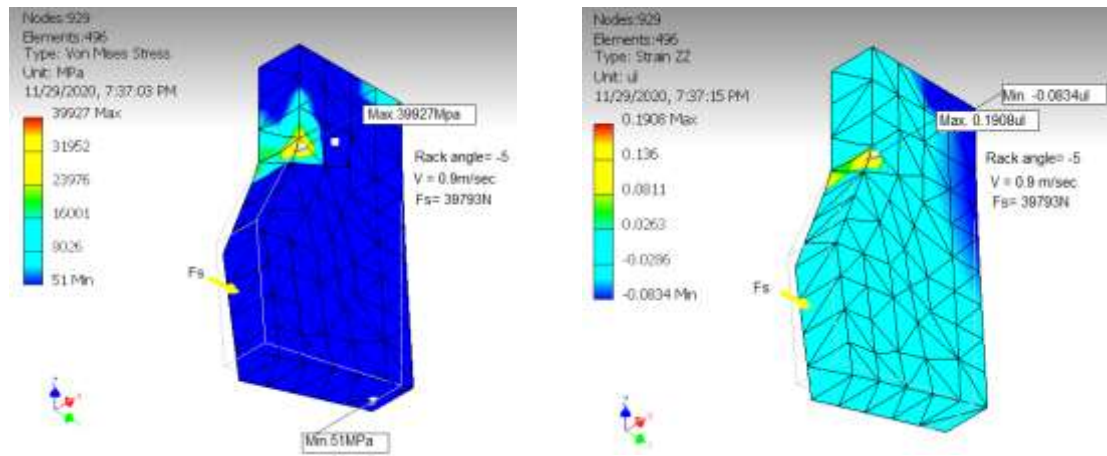 Nodes:929
Elements:496
Type: Von Mises Stress
Unit: MPa
11/29/2020, 7:37:03 PM
39927 Max
31952
23976
16001
8026
51 Min
Max:39927Mpa
Rack angle= -5
V = 0.9m/sec
Fs= 39793N
Fs
Min:51MPa
Nodes:929
Elements:496
Type: Strain ZZ
Unit: ul
11/29/2020, 7:37:15 PM
0.1908 Max
0.136
0.0811
0.0263
-0.0286
-0.0834 Min
Min: -0.0834ul
Max: 0.1908ul
Rack angle= -5
V = 0.9 m/sec
Fs= 39793N
Fs